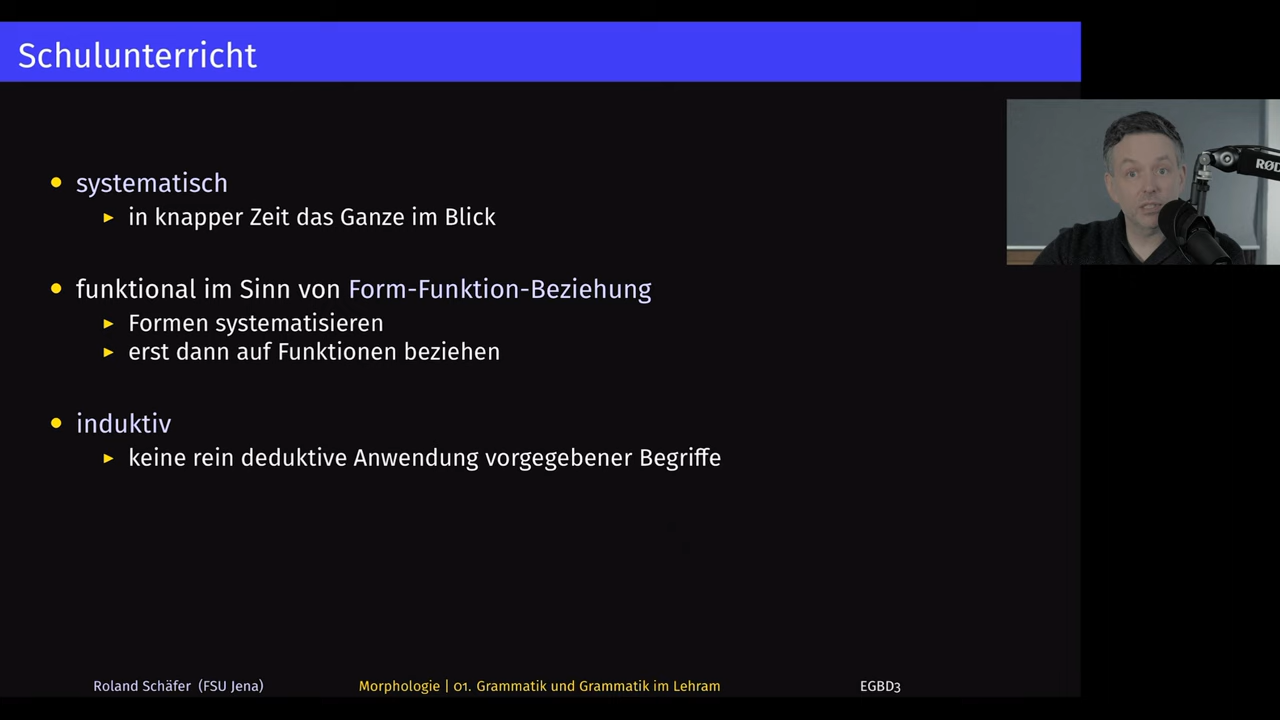 Schulunterricht
systematisch
in knapper Zeit das Ganze im Blick
funktional im Sinn von Form-Funktion-Beziehung
Formen systematisieren
erst dann auf Funktionen beziehen
induktiv
keine rein deduktive Anwendung vorgegebener Begriffe
RØD
Roland Schäfer (FSU Jena) Morphologie | 01. Grammatik und Grammatik im Lehram EGBD3